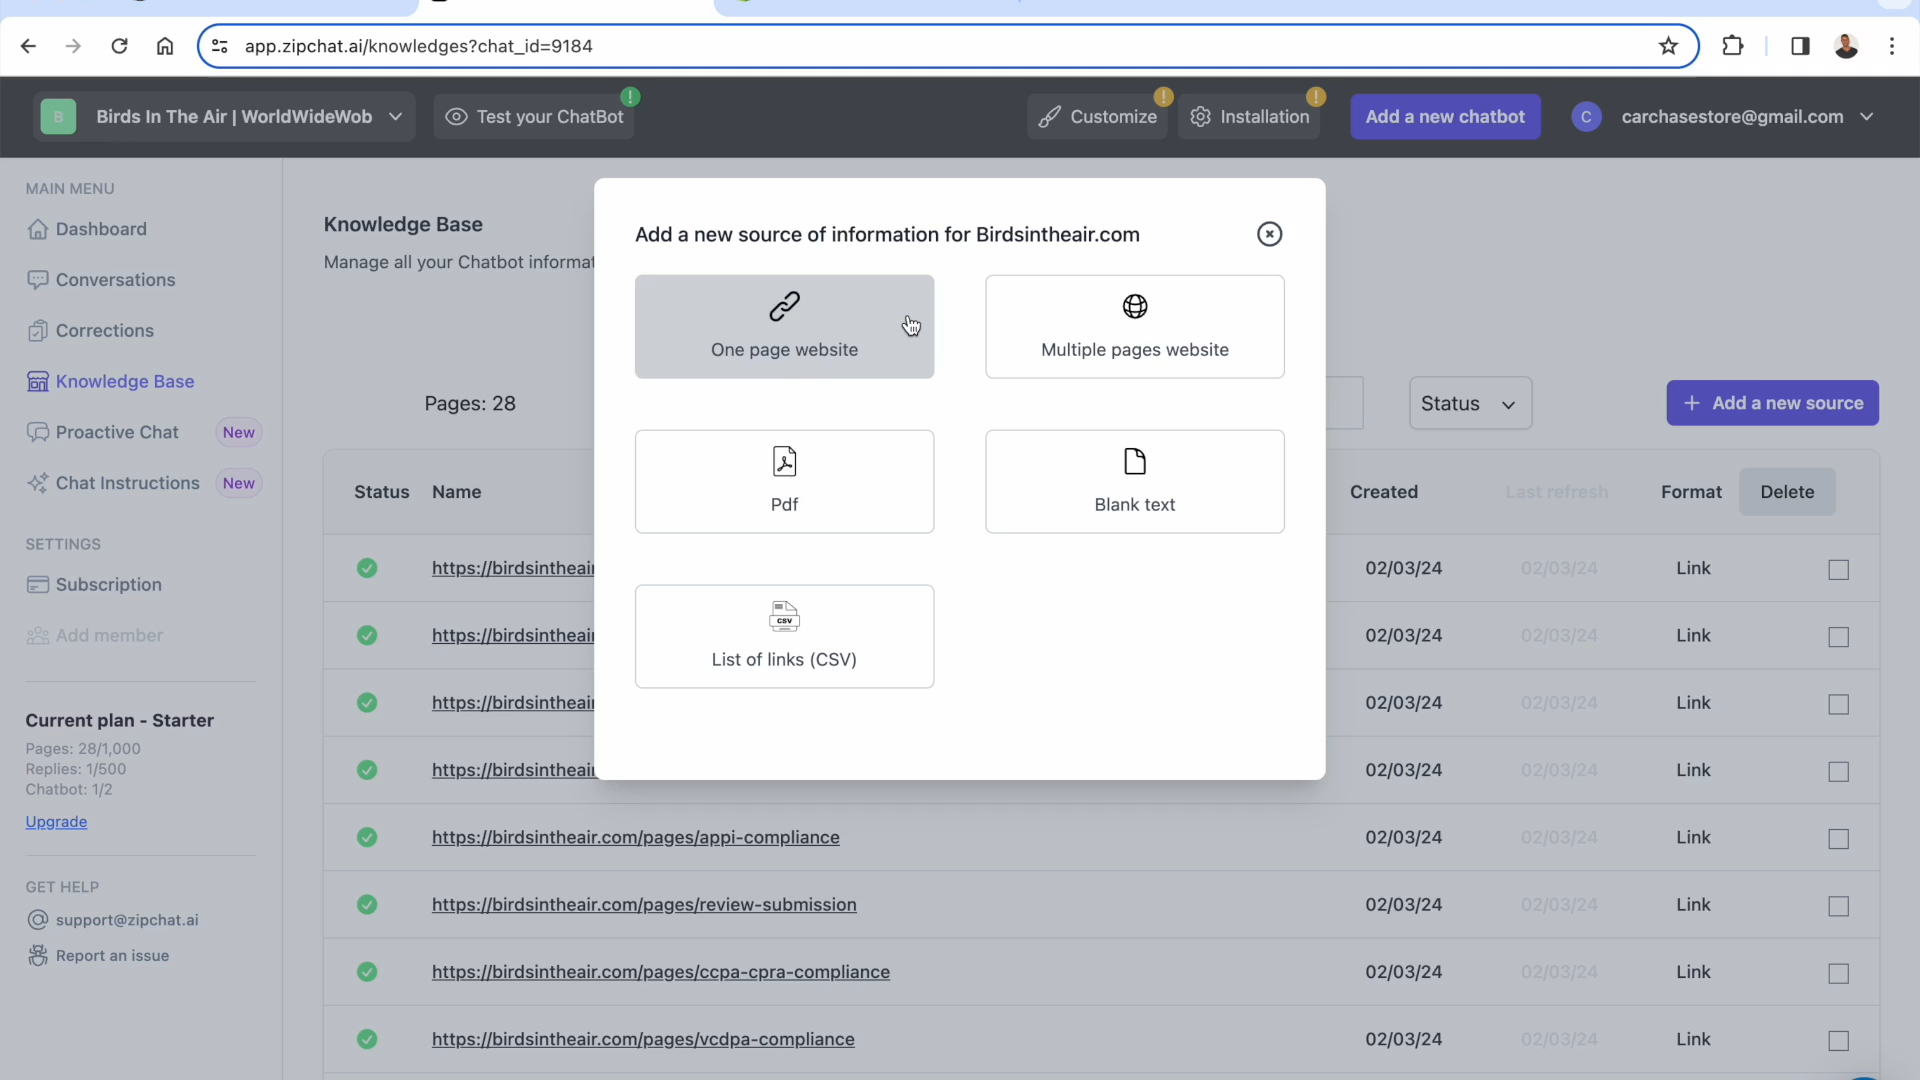 app.zipchat.ai/knowledges?chat_id=9184
B
Birds In The Air | WorldWideWob
Test your ChatBot
!
Customize
!
Installation
!
Add a new chatbot
C
carchasestore@gmail.com
MAIN MENU
Dashboard
Conversations
Corrections
Knowledge Base
Proactive Chat
New
Chat Instructions
New
SETTINGS
Subscription
Add member
Current plan - Starter
Pages: 28/1,000
Replies: 1/500
Chatbot: 1/2
Upgrade
GET HELP
support@zipchat.ai
Report an issue
Knowledge Base
Manage all your Chatbot informat
Pages: 28
Status
Add a new source
Add a new source of information for Birdsintheair.com
One page website
Multiple pages website
Pdf
Blank text
CSV
List of links (CSV)
Status
Name
Created
Last refresh
Format
Delete
https://birdsintheair
02/03/24
02/03/24
Link
https://birdsintheair
02/03/24
02/03/24
Link
https://birdsintheair
02/03/24
02/03/24
Link
https://birdsintheair
02/03/24
02/03/24
Link
https://birdsintheair.com/pages/appi-compliance
02/03/24
02/03/24
Link
https://birdsintheair.com/pages/review-submission
02/03/24
02/03/24
Link
https://birdsintheair.com/pages/ccpa-cpra-compliance
02/03/24
02/03/24
Link
https://birdsintheair.com/pages/vcdpa-compliance
02/03/24
02/03/24
Link